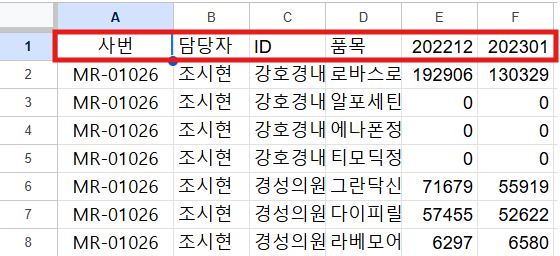 A B C D E F
1 사번 담당자 ID 품목 202212 202301
2 MR-01026 조시현 강호경내 로바스로 192906 130329
3 MR-01026 조시현 강호경내 알포세틴 0 0
4 MR-01026 조시현 강호경내 에나폰정 0 0
5 MR-01026 조시현 강호경내 티모딕정 0 0
6 MR-01026 조시현 경성의원 그란닥신 71679 55919
7 MR-01026 조시현 경성의원 다이피릴 57455 52622
8 MR-01026 조시현 경성의원 라베모어 6297 6580